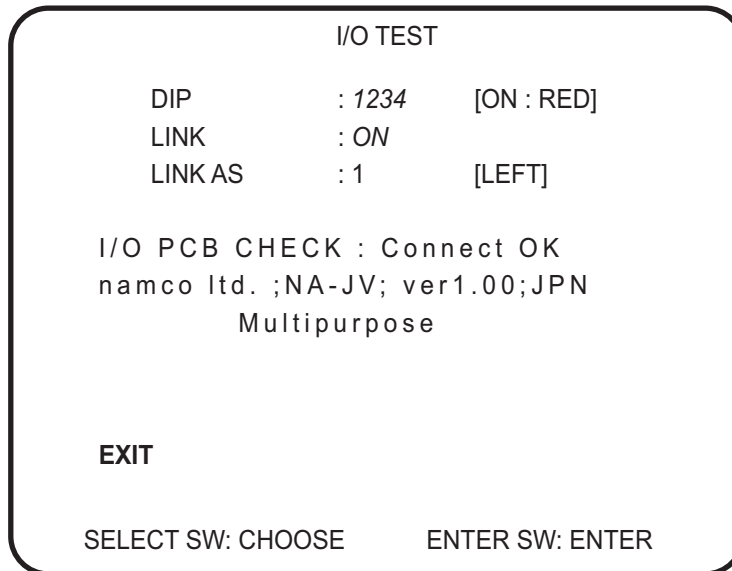 I/O TEST
DIP : 1234 [ON : RED]
LINK : ON
LINK AS : 1 [LEFT]
I/O PCB CHECK : Connect OK
namco ltd. ;NA-JV; ver1.00;JPN
Multipurpose
EXIT
SELECT SW: CHOOSE ENTER SW: ENTER